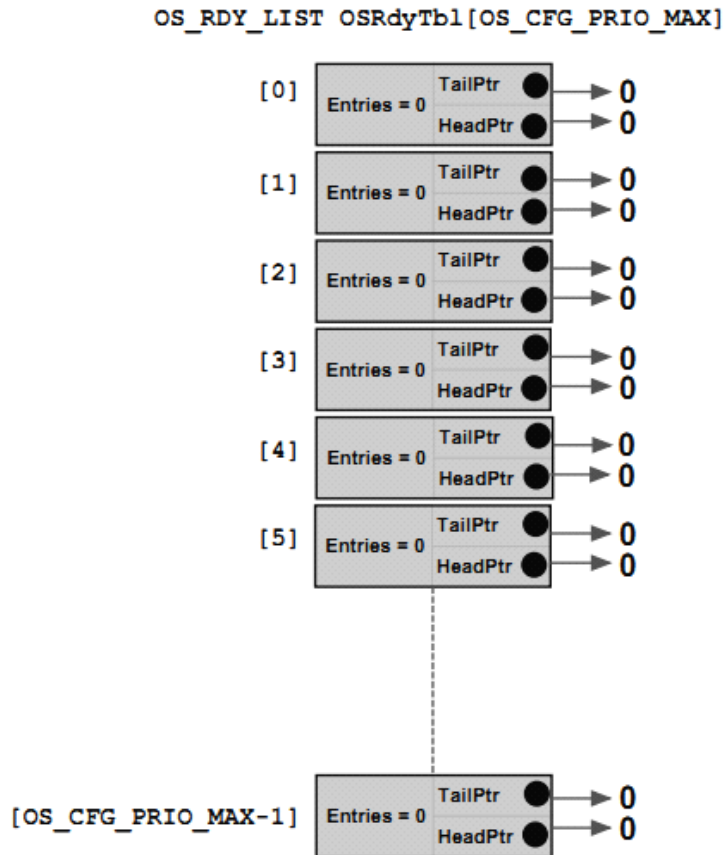 OS_RDY_LIST OSRdyTbl[OS_CFG_PRIO_MAX]
[0] Entries = 0 TailPtr 0
HeadPtr 0
[1] Entries = 0 TailPtr 0
HeadPtr 0
[2] Entries = 0 TailPtr 0
HeadPtr 0
[3] Entries = 0 TailPtr 0
HeadPtr 0
[4] Entries = 0 TailPtr 0
HeadPtr 0
[5] Entries = 0 TailPtr 0
HeadPtr 0
[OS_CFG_PRIO_MAX-1] Entries = 0 TailPtr 0
HeadPtr 0